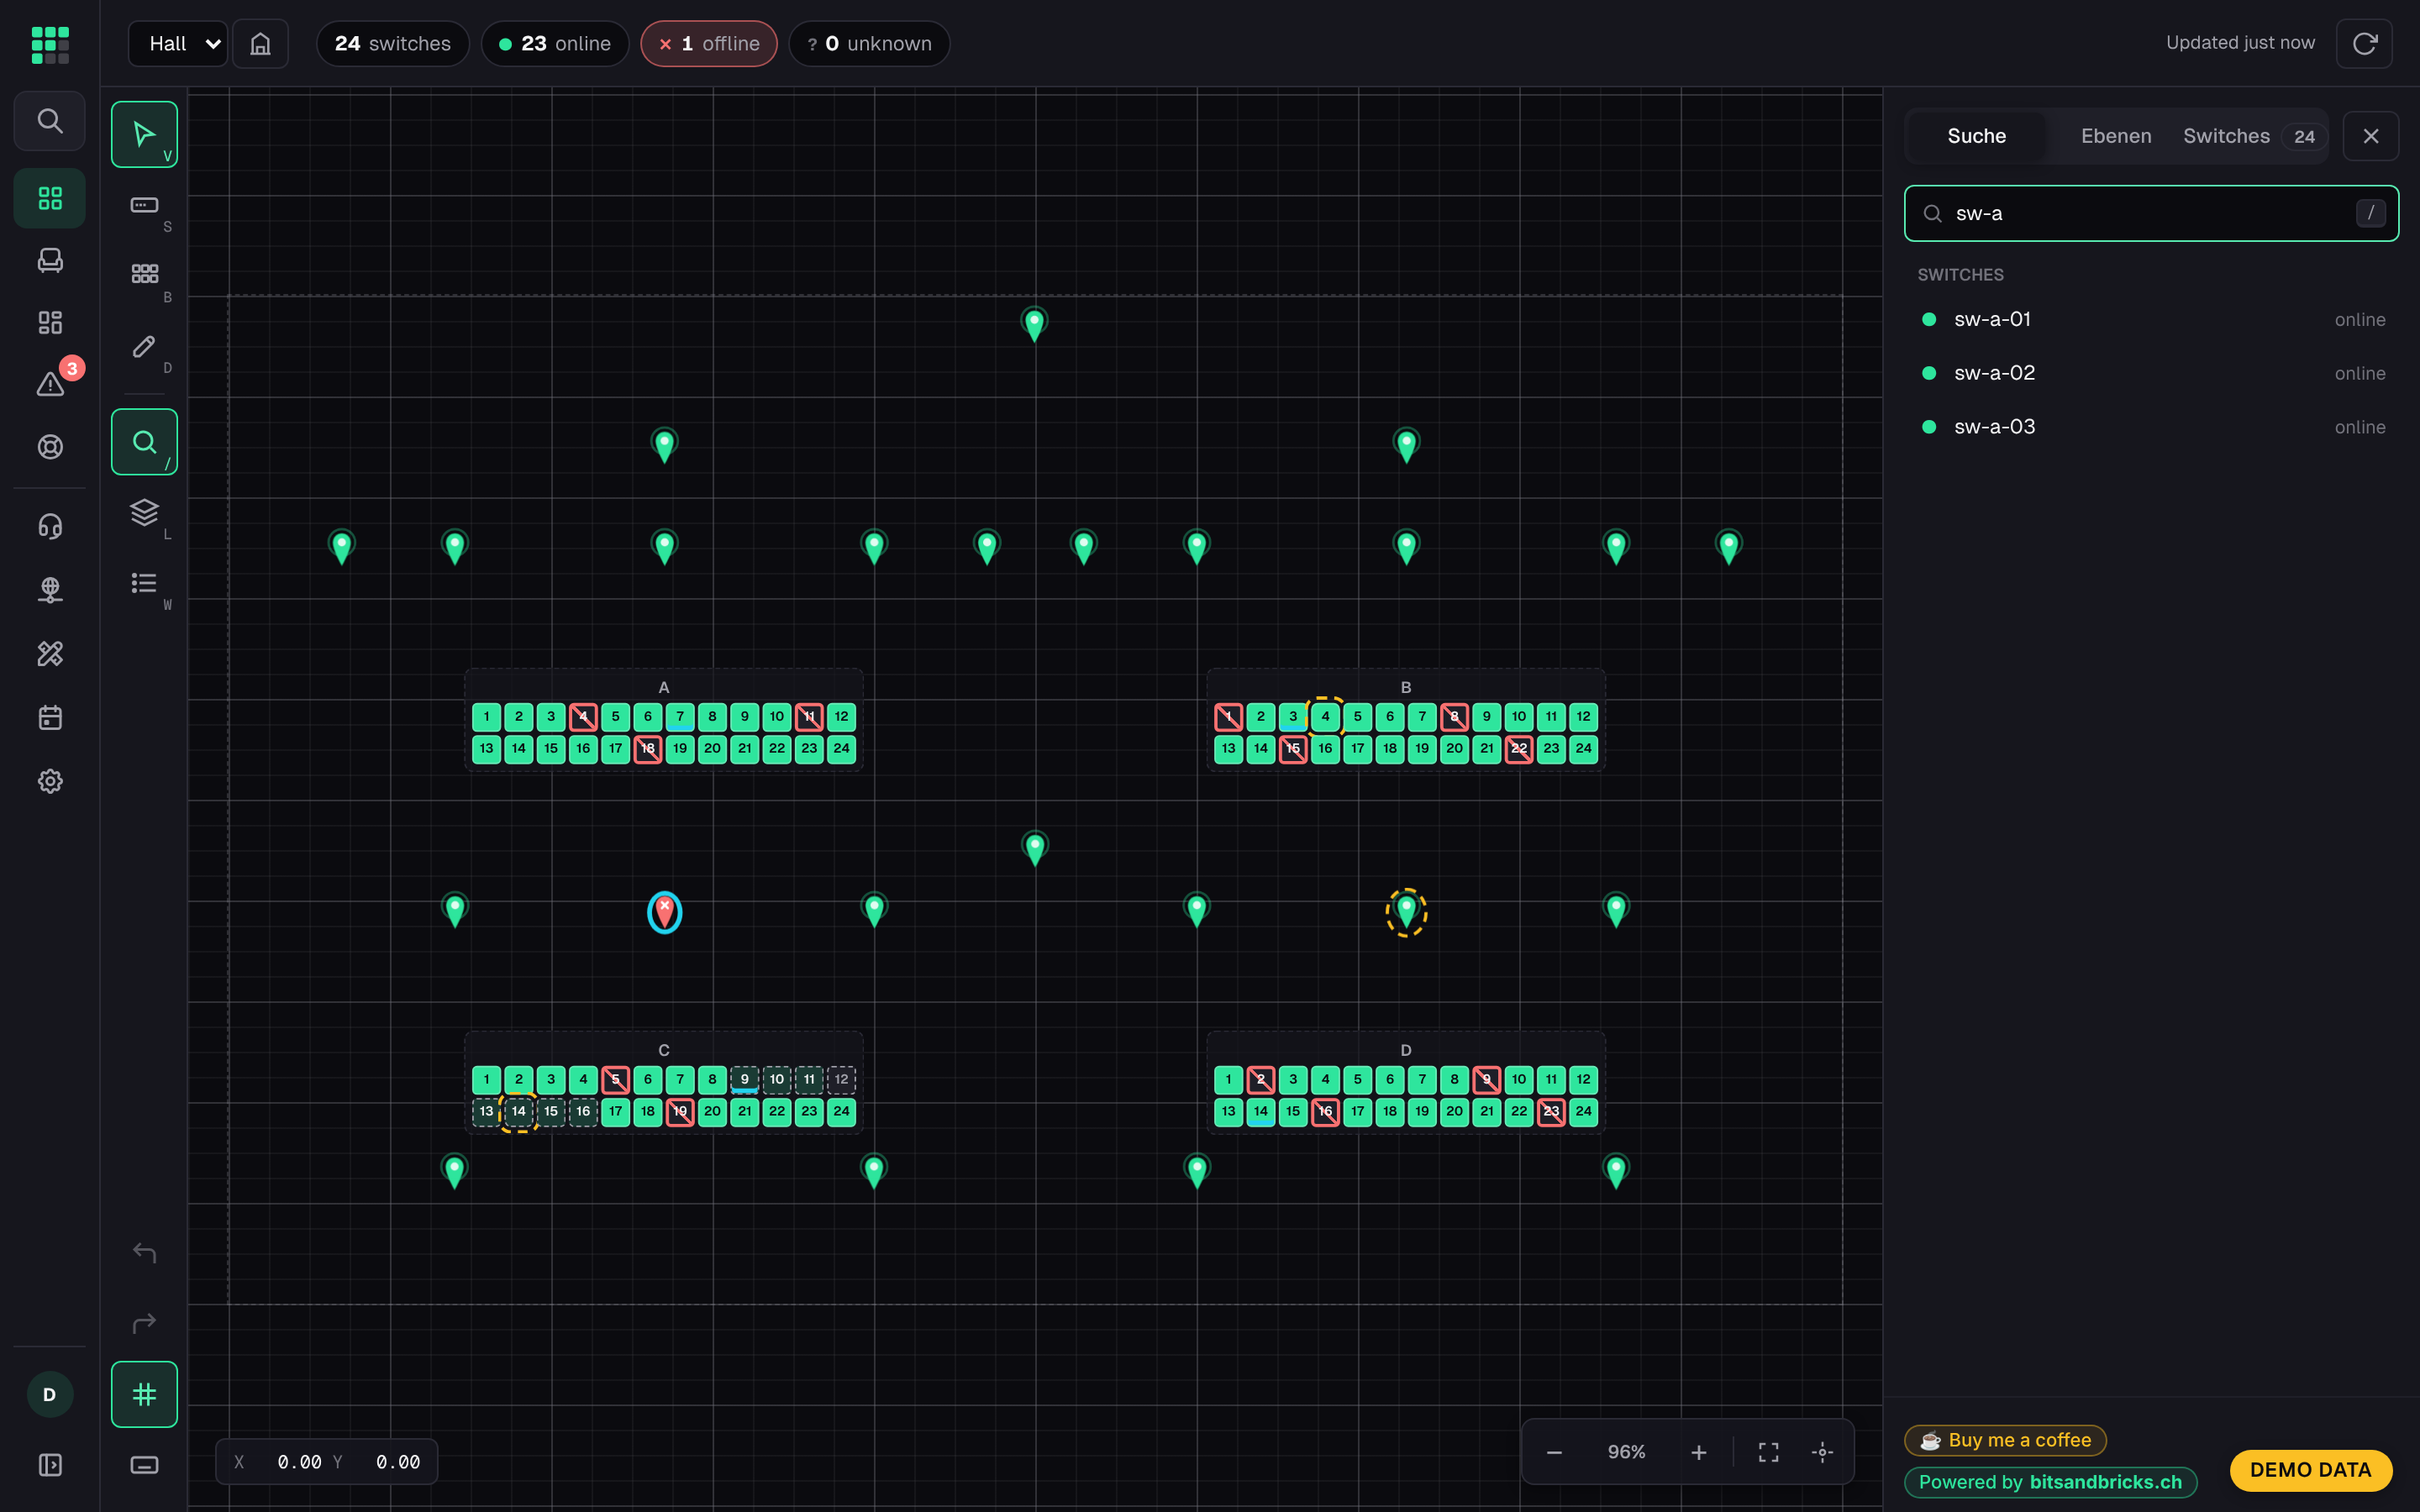 Hall
24 switches
23 online
× 1 offline
? 0 unknown
Updated just now
3
V
S
B
D
/
L
W
Suche
Ebenen
Switches 24
sw-a
/
SWITCHES
sw-a-01 online
sw-a-02 online
sw-a-03 online
A
1 2 3 4 5 6 7 8 9 10 11 12
13 14 15 16 17 18 19 20 21 22 23 24
B
1 2 3 4 5 6 7 8 9 10 11 12
13 14 15 16 17 18 19 20 21 22 23 24
C
1 2 3 4 5 6 7 8 9 10 11 12
13 14 15 16 17 18 19 20 21 22 23 24
D
1 2 3 4 5 6 7 8 9 10 11 12
13 14 15 16 17 18 19 20 21 22 23 24
D
X 0.00 Y 0.00
96%
Buy me a coffee
Powered by bitsandbricks.ch
DEMO DATA